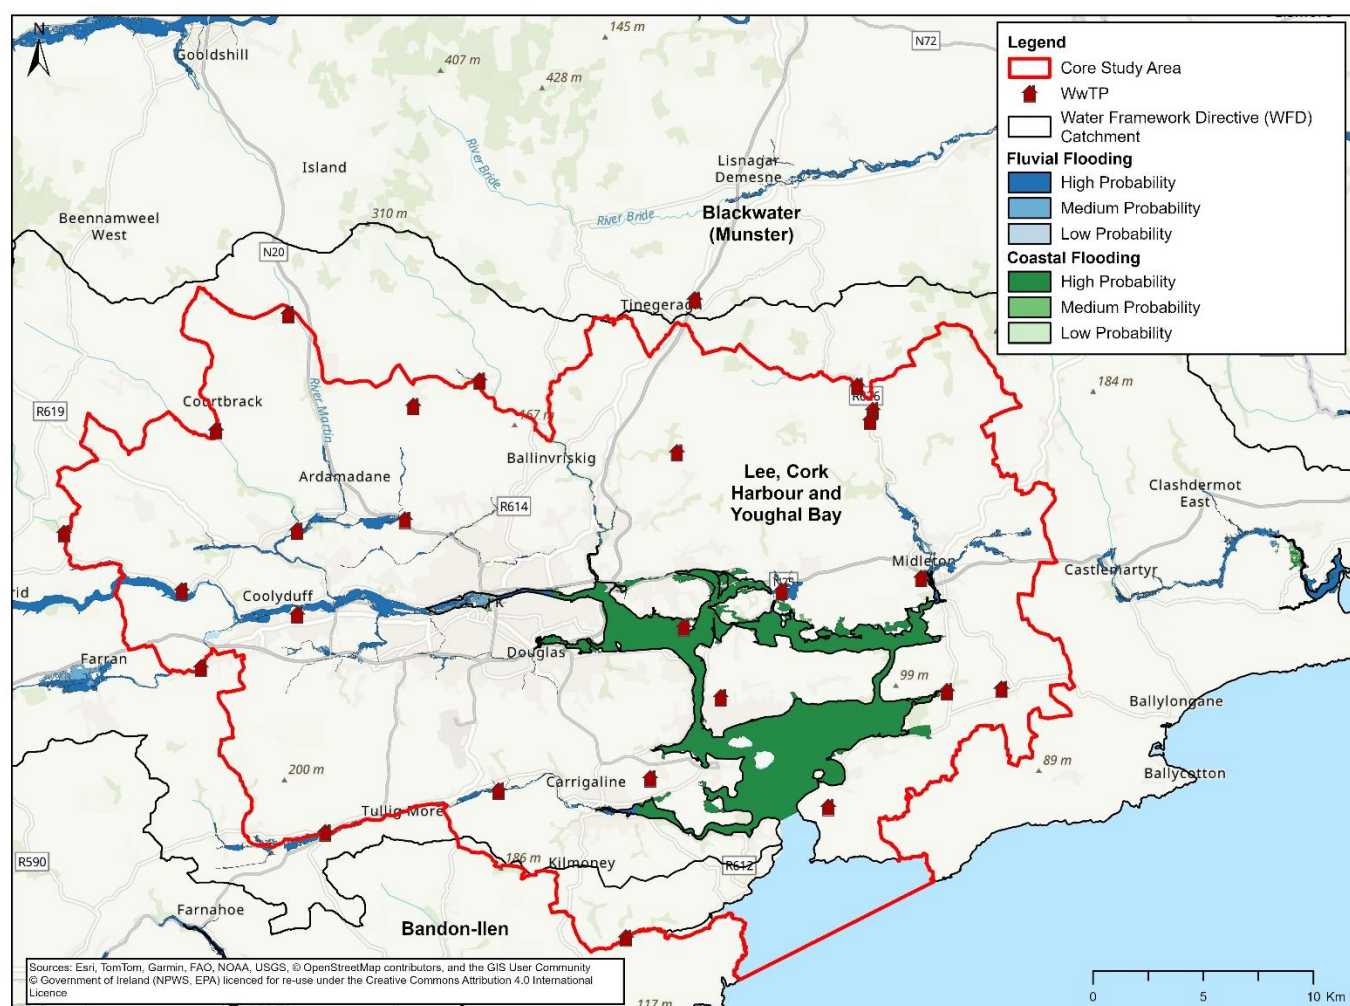 N
Gooldshill
145 m
407 m
428 m
N72
Legend
Core Study Area
WwTP
Water Framework Directive (WFD)
Catchment
Fluvial Flooding
High Probability
Medium Probability
Low Probability
Coastal Flooding
High Probability
Medium Probability
Low Probability
Island
River Bride
Lisnagar
Demesne
Beennamweel
West
310 m
River Bride
Blackwater
(Munster)
N20
Tinegeragh
River Martin
184 m
R619
Courtbrack
167 m
R626
Ballinvriskig
Ardamadane
Lee, Cork
Harbour and
Youghal Bay
Clashdermot
East
R614
Midleton
Castlemartyr
N25
rid
Coolyduff
K
Farran
Douglas
99 m
Ballylongane
200 m
Carrigaline
89 m
Ballycotton
Tullig More
R590
186 m
Kilmoney
R612
Farnahoe
Bandon-Ilen
Sources: Esri, TomTom, Garmin, FAO, NOAA, USGS, © OpenStreetMap contributors, and the GIS User Community
© Government of Ireland (NPWS, EPA) licenced for re-use under the Creative Commons Attribution 4.0 International
Licence
117 m
0 5 10 Km